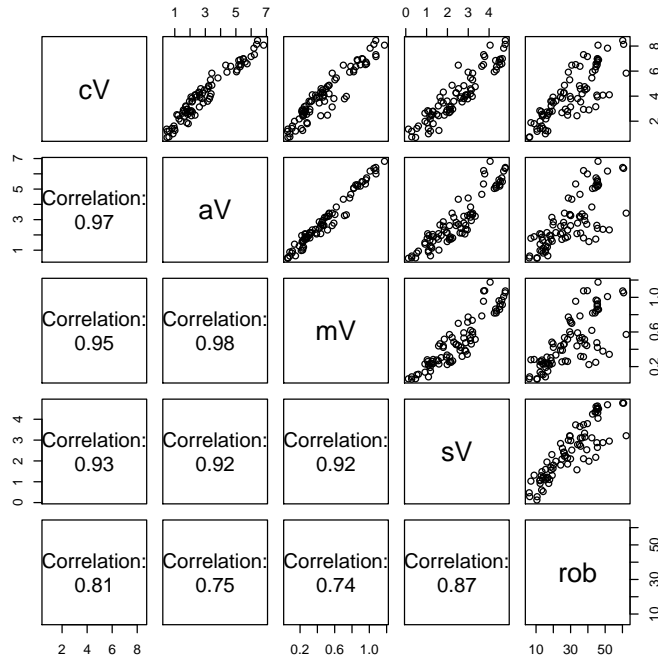 1 3 5 7
0 1 2 3 4
cV
2 4 6 8
1 3 5 7
Correlation:
0.97
aV
Correlation:
0.95
Correlation:
0.98
mV
0.2 0.6 1.0
0 1 2 3 4
Correlation:
0.93
Correlation:
0.92
Correlation:
0.92
sV
Correlation:
0.81
Correlation:
0.75
Correlation:
0.74
Correlation:
0.87
rob
10 30 50
2 4 6 8
0.2 0.6 1.0
10 30 50